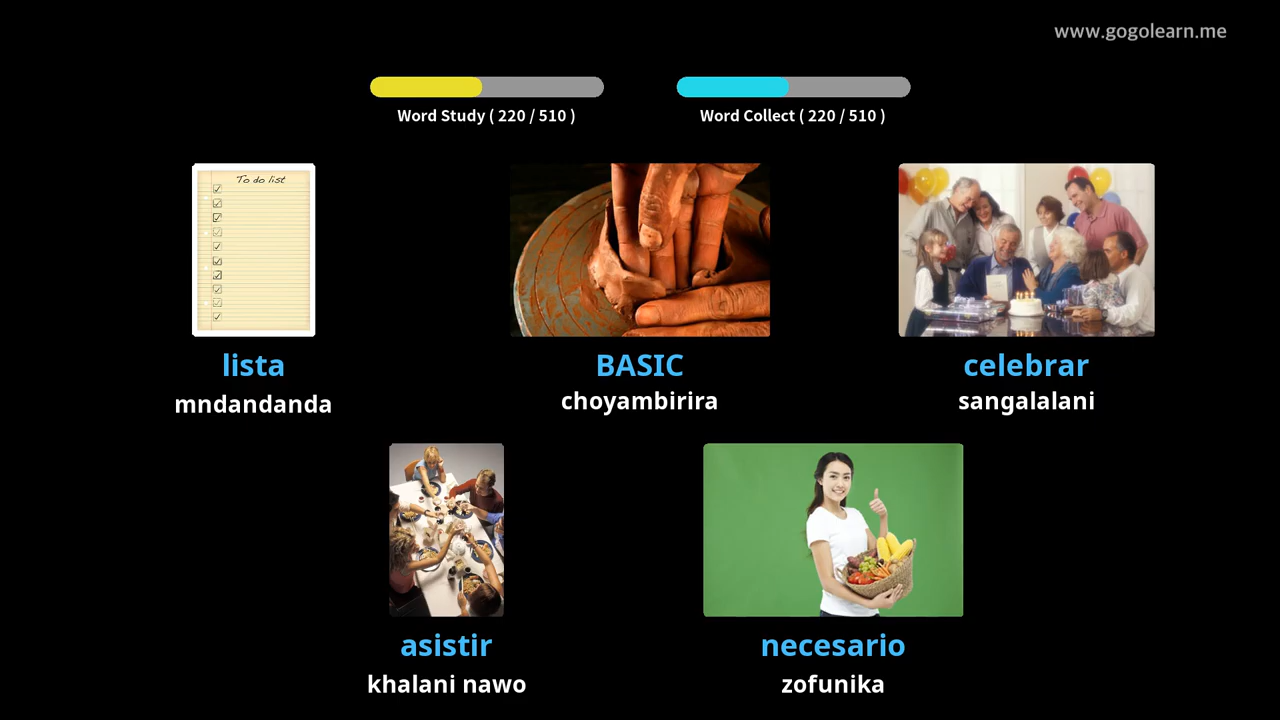 www.gogolearn.me
Word Study ( 220 / 510 )
Word Collect ( 220 / 510 )
To do list
lista
mndandanda
BASIC
choyambirira
celebrar
sangalalani
asistir
khalani nawo
necesario
zofunika